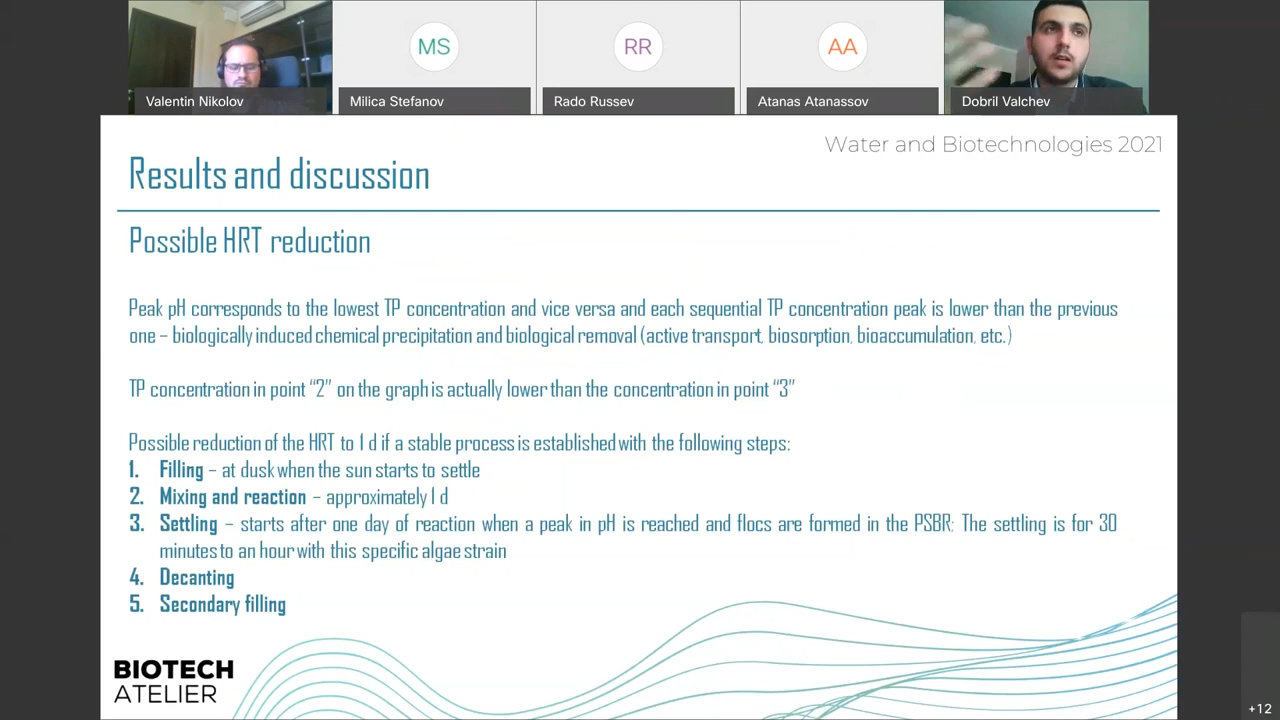 MS
RR
AA
Valentin Nikolov
Milica Stefanov
Rado Russev
Atanas Atanassov
Dobril Valchev
Water and Biotechnologies 2021
Results and discussion
Possible HRT reduction
Peak pH corresponds to the lowest TP concentration and vice versa and each sequential TP concentration peak is lower than the previous
one – biologically induced chemical precipitation and biological removal (active transport, biosorption, bioaccumulation, etc.)
TP concentration in point “2” on the graph is actually lower than the concentration in point “3”
Possible reduction of the HRT to 1 d if a stable process is established with the following steps:
1. Filling – at dusk when the sun starts to settle
2. Mixing and reaction – approximately 1 d
3. Settling – starts after one day of reaction when a peak in pH is reached and flocs are formed in the PSBR; The settling is for 30
minutes to an hour with this specific algae strain
4. Decanting
5. Secondary filling
BIOTECH
ATELIER
+12